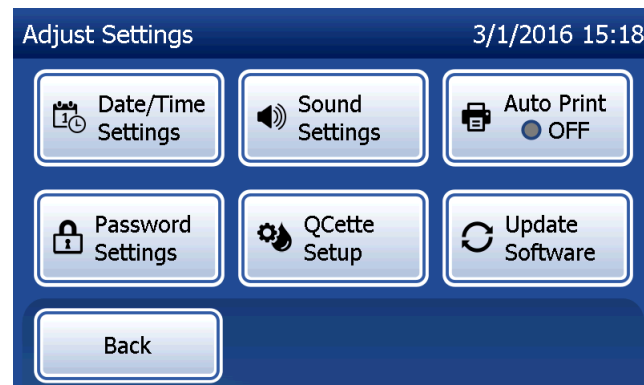 Adjust Settings 3/1/2016 15:18
Date/Time
Settings
Sound
Settings
Auto Print
OFF
Password
Settings
QCette
Setup
Update
Software
Back